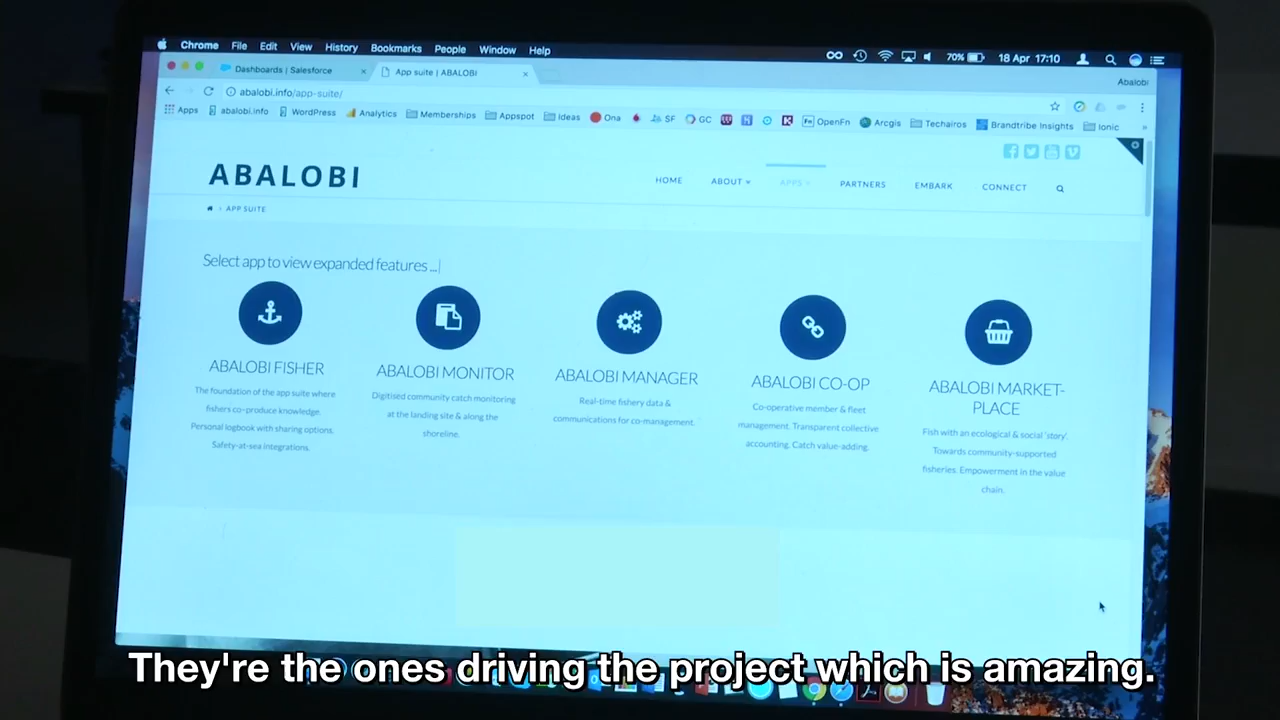 Chrome File Edit View History Bookmarks People Window Help 70% 18 Apr 17:10
Dashboards | Salesforce × App suite | ABALOBI × Abalobi
abalobi.info/app-suite/
Apps abalobi.info WordPress Analytics Memberships Appspot Ideas Ona SF GC OpenFn Arcgis Techairos Brandtribe Insights Ionic »
ABALOBI
HOME ABOUT APPS PARTNERS EMBARK CONNECT
› APP SUITE
Select app to view expanded features ...|
ABALOBI FISHER
The foundation of the app suite where
fishers co-produce knowledge.
Personal logbook with sharing options.
Safety-at-sea integrations.
ABALOBI MONITOR
Digitised community catch monitoring
at the landing site & along the
shoreline.
ABALOBI MANAGER
Real-time fishery data &
communications for co-management.
ABALOBI CO-OP
Co-operative member & fleet
management. Transparent collective
accounting. Catch value-adding.
ABALOBI MARKET-
PLACE
Fish with an ecological & social 'story'.
Towards community-supported
fisheries. Empowerment in the value
chain.
They're the ones driving the project which is amazing.